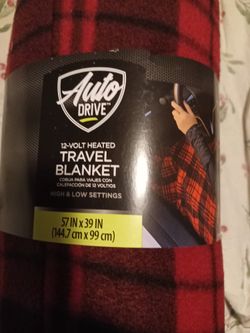 Auto
DRIVE™
12-VOLT HEATED
TRAVEL
BLANKET
COBIJA PARA VIAJES CON
CALEFACCIÓN DE 12 VOLTIOS
HIGH & LOW SETTINGS
57 IN X 39 IN
(144.7 cm x 99 cm)